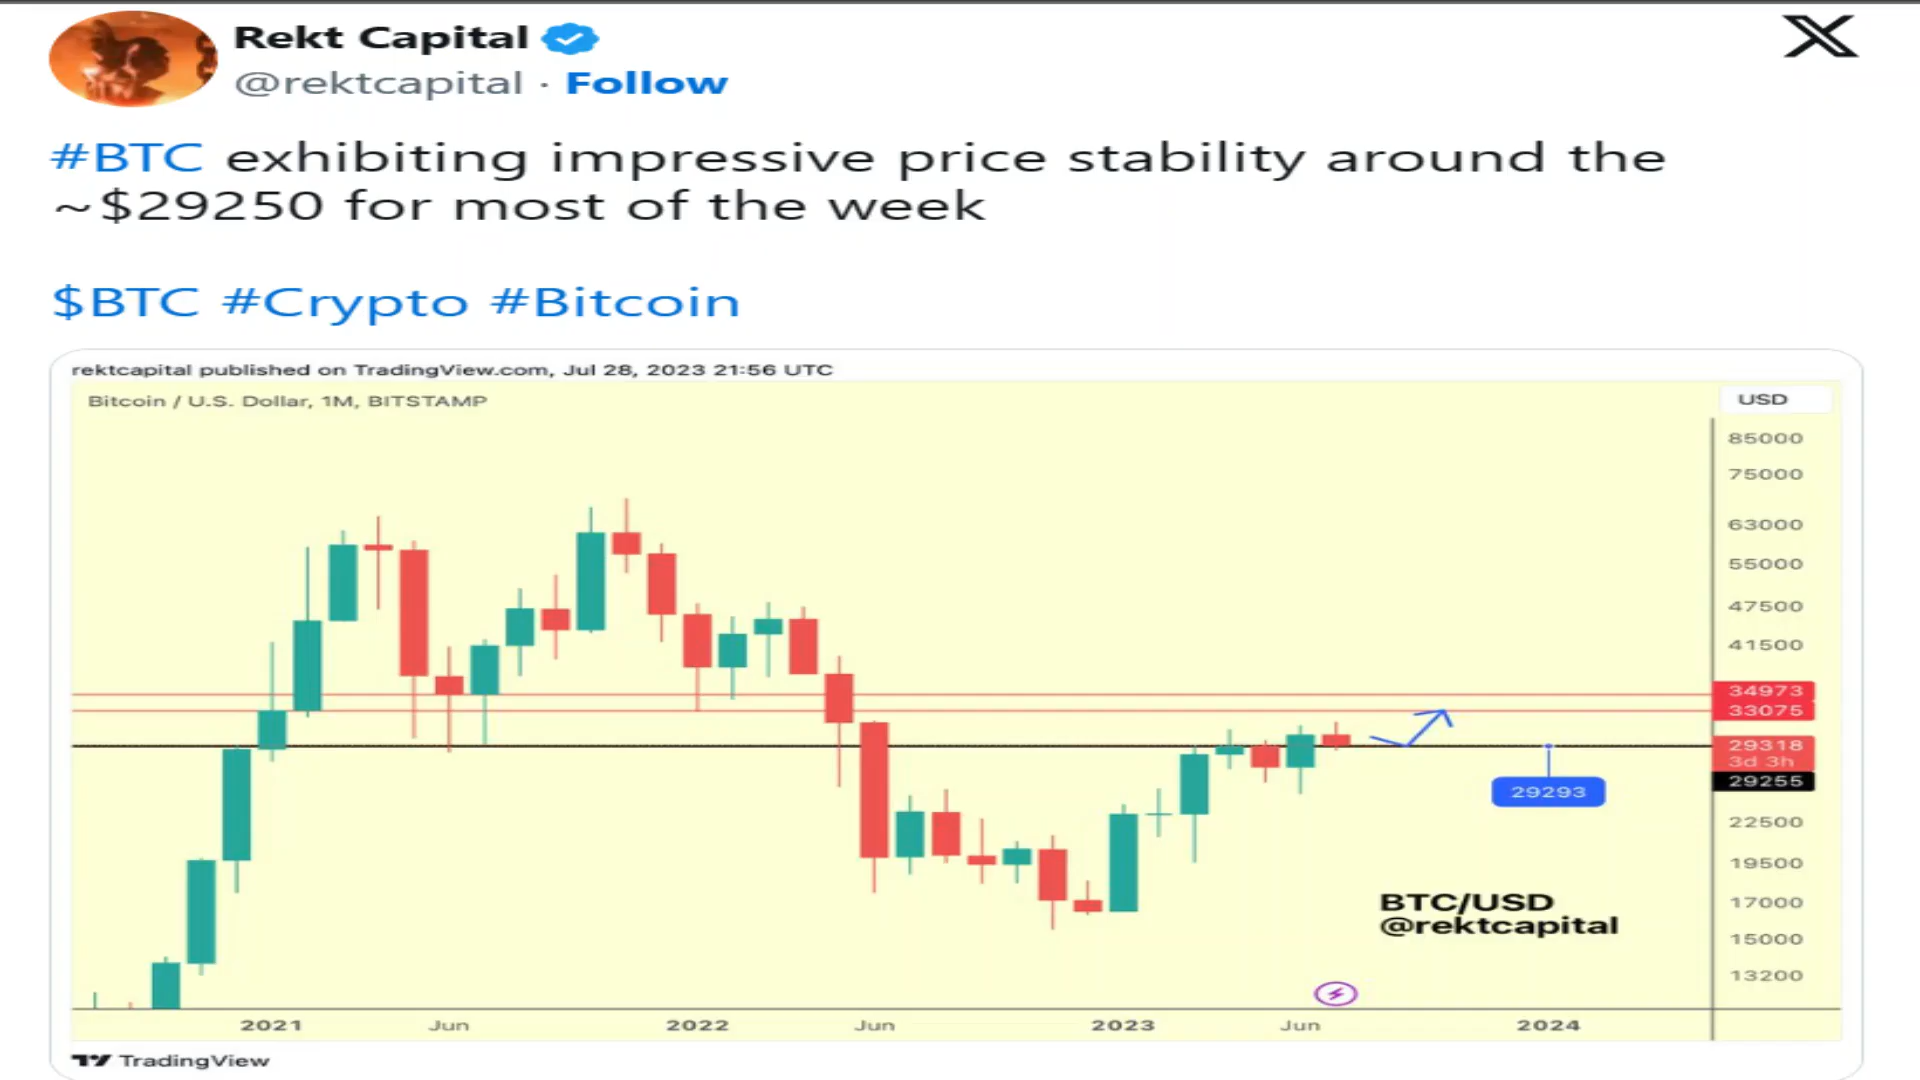 Rekt Capital
@rektcapital · Follow
#BTC exhibiting impressive price stability around the
~$29250 for most of the week
$BTC #Crypto #Bitcoin
rektcapital published on TradingView.com, Jul 28, 2023 21:56 UTC
Bitcoin / U.S. Dollar, 1M, BITSTAMP
USD
85000
75000
63000
55000
47500
41500
34973
33075
29318
3d 3h
29255
29293
22500
19500
17000
15000
13200
BTC/USD
@rektcapital
2021 Jun 2022 Jun 2023 Jun 2024
TradingView